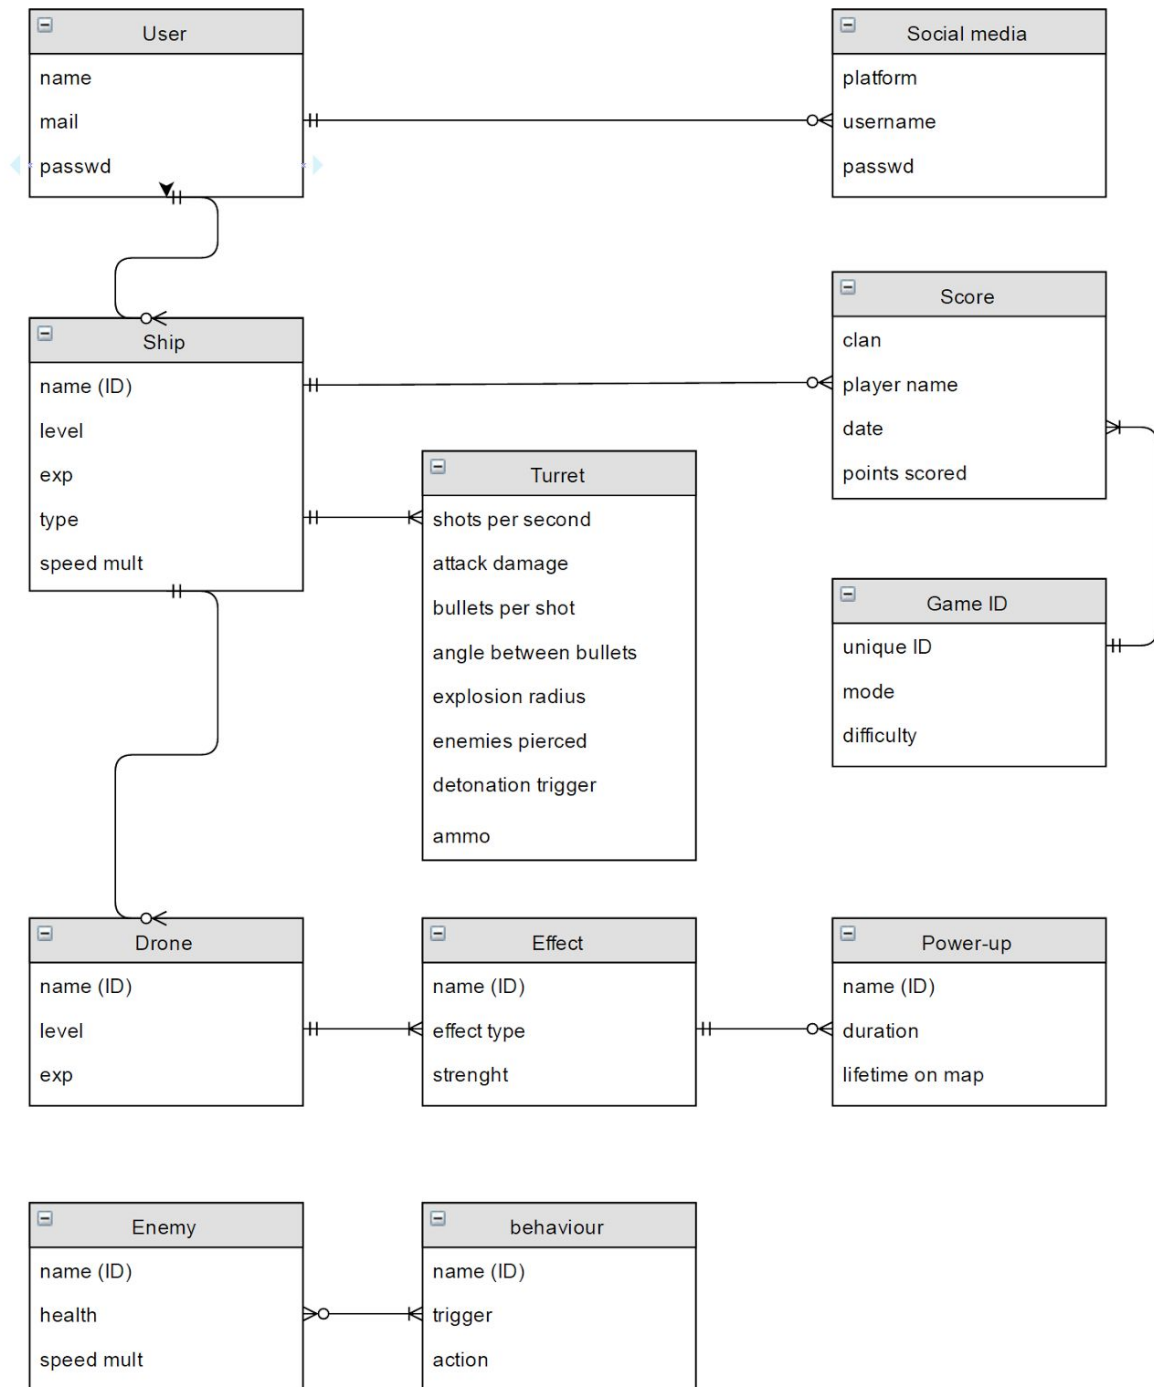 User
name
mail
passwd
Social media
platform
username
passwd
Ship
name (ID)
level
exp
type
speed mult
Score
clan
player name
date
points scored
Turret
shots per second
attack damage
bullets per shot
angle between bullets
explosion radius
enemies pierced
detonation trigger
ammo
Game ID
unique ID
mode
difficulty
Drone
name (ID)
level
exp
Effect
name (ID)
effect type
strenght
Power-up
name (ID)
duration
lifetime on map
Enemy
name (ID)
health
speed mult
behaviour
name (ID)
trigger
action